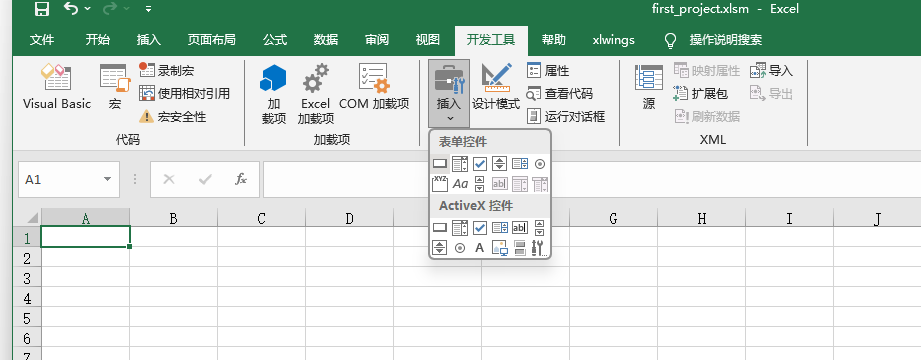 first_project.xlsm - Excel
文件 开始 插入 页面布局 公式 数据 审阅 视图 开发工具 帮助 xlwings 操作说明搜索
Visual Basic
宏
录制宏
使用相对引用
宏安全性
代码
加
载项
Excel
加载项
COM 加载项
加载项
插入
设计模式
属性
查看代码
运行对话框
源
映射属性
扩展包
刷新数据
导入
导出
XML
表单控件
XYZ
Aa
ab|
ActiveX 控件
ab|
A
A1
fx
A B C D G H I J
1
2
3
4
5
6
7